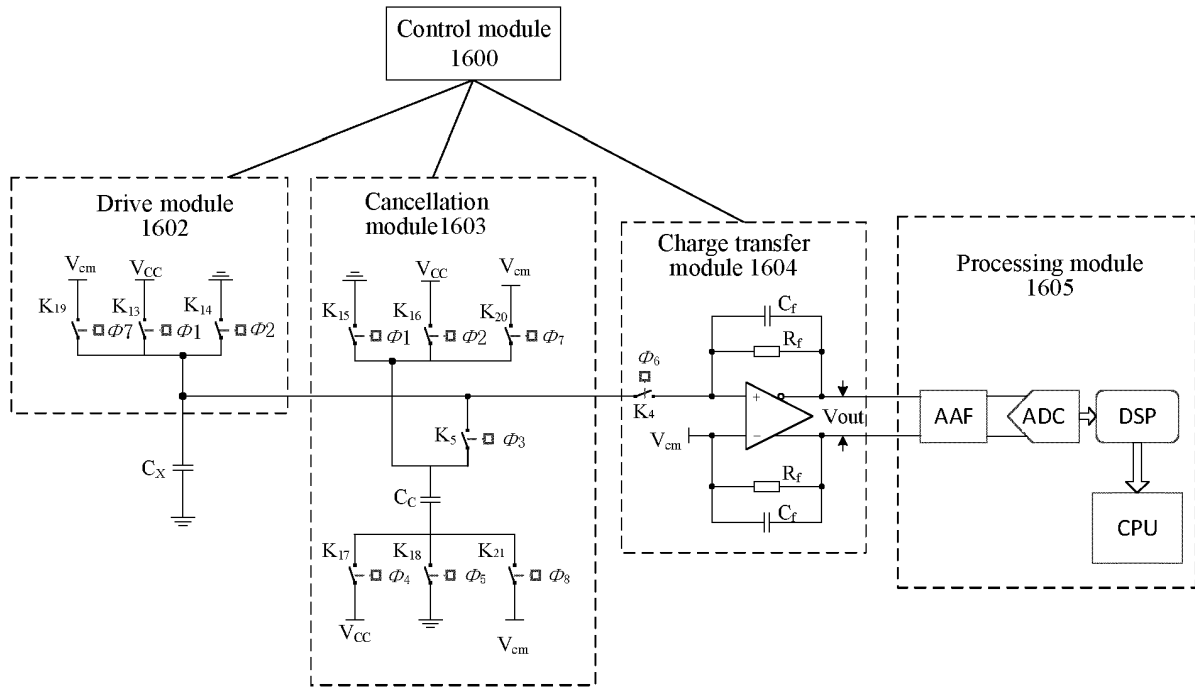 Control module
1600
Drive module
1602
Cancellation
module1603
Charge transfer
module 1604
Processing module
1605
Vcm
VCC
K19
K13
K14
Φ7
Φ1
Φ2
VCC
Vcm
K15
K16
K20
Φ1
Φ2
Φ7
Φ6
K4
K5
Φ3
CX
CC
K17
K18
K21
Φ4
Φ5
Φ8
VCC
Vcm
Cf
Rf
+
−
Vcm
Vout
Rf
Cf
AAF
ADC
DSP
CPU